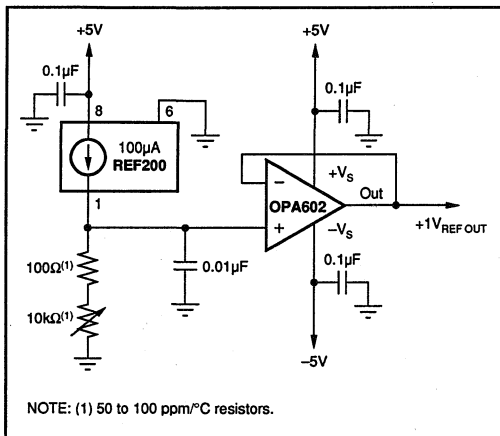 +5V
+5V
0.1µF
0.1µF
8
6
100µA
REF200
1
+VS
−
OPA602
Out
+
−VS
+1VREF OUT
100Ω(1)
0.01µF
0.1µF
10kΩ(1)
−5V
NOTE: (1) 50 to 100 ppm/°C resistors.